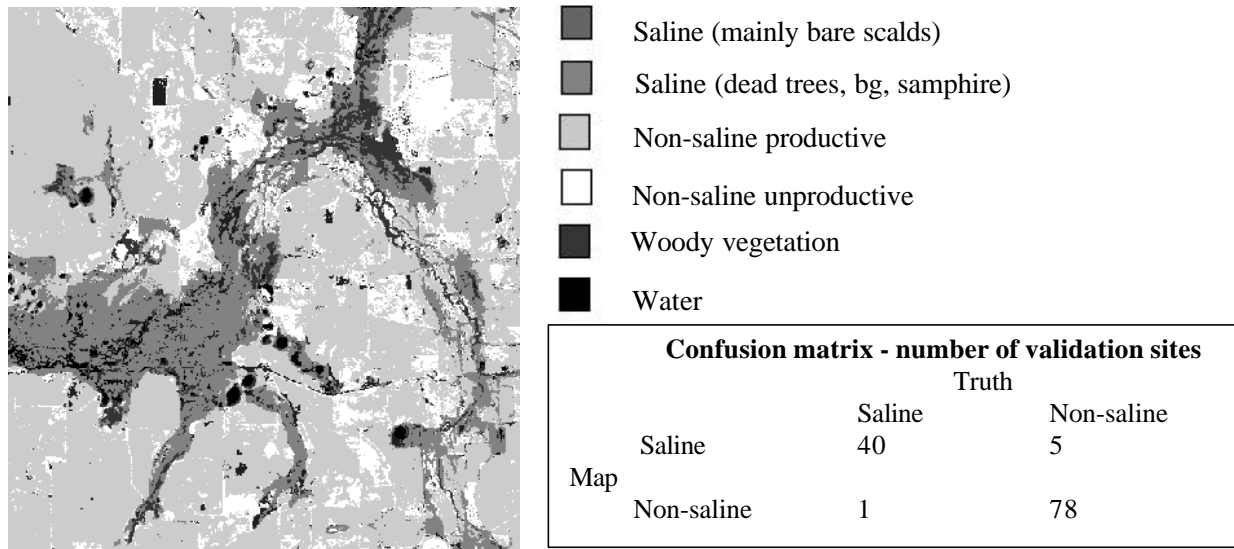 Saline (mainly bare scalds)
Saline (dead trees, bg, samphire)
Non-saline productive
Non-saline unproductive
Woody vegetation
Water
Confusion matrix - number of validation sites
Truth
Saline Non-saline
Saline 40 5
Map
Non-saline 1 78